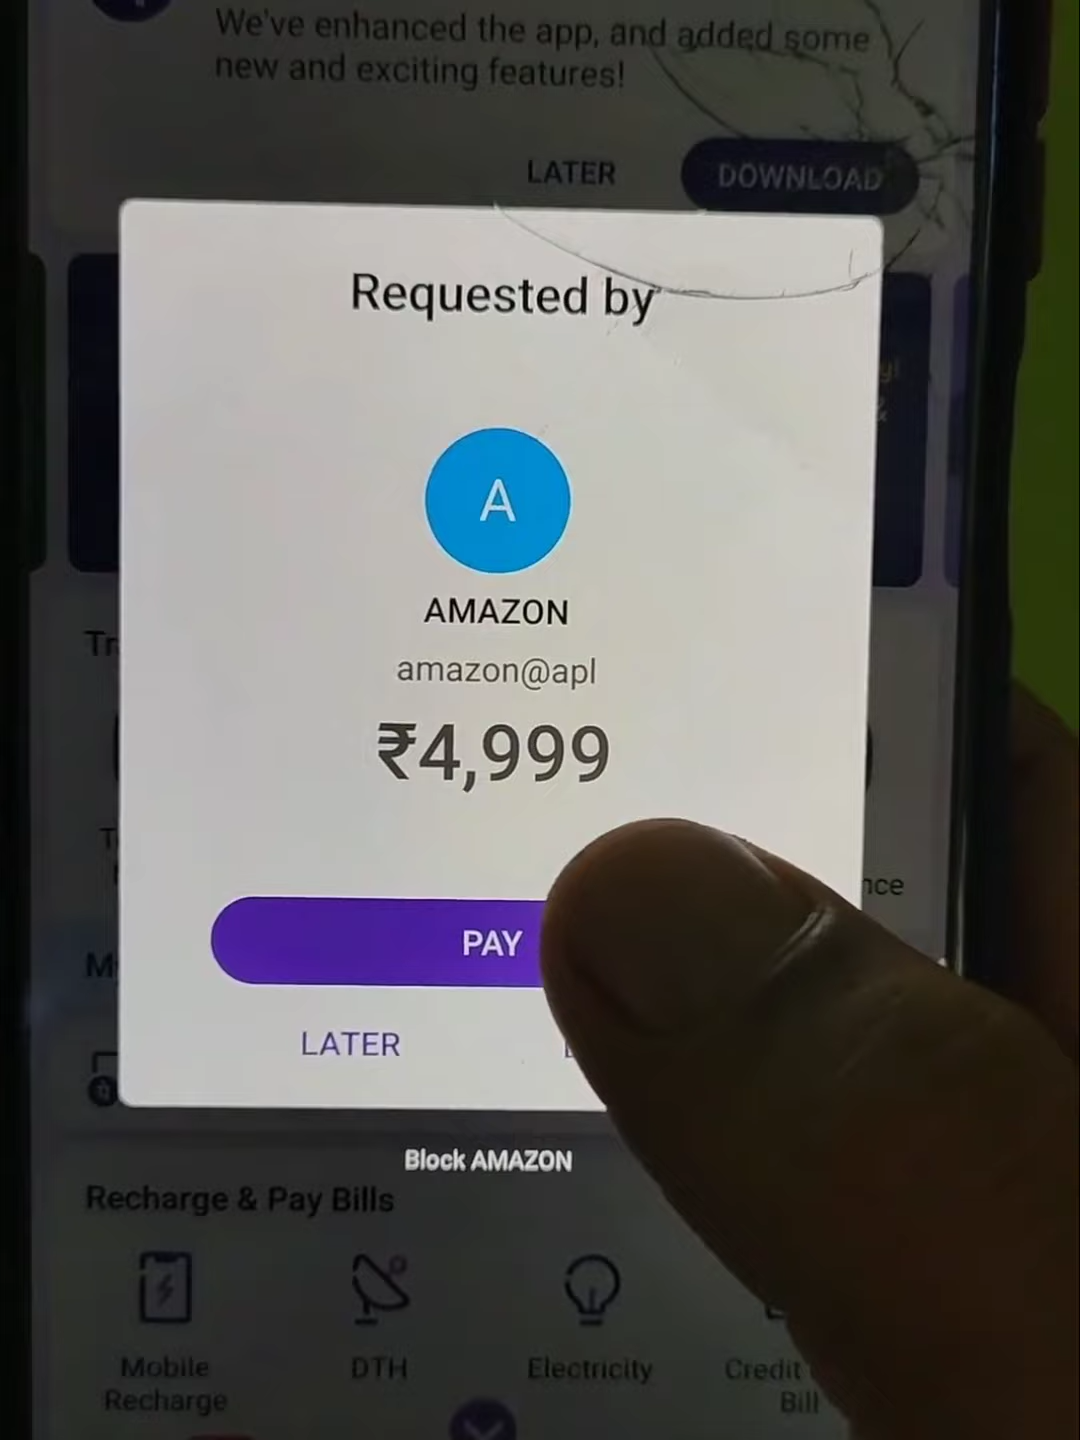 We've enhanced the app, and added some
new and exciting features!
LATER DOWNLOAD
Requested by
A
AMAZON
amazon@apl
₹4,999
PAY
LATER
Block AMAZON
Recharge & Pay Bills
Mobile
Recharge
DTH
Electricity
Credit
Bill